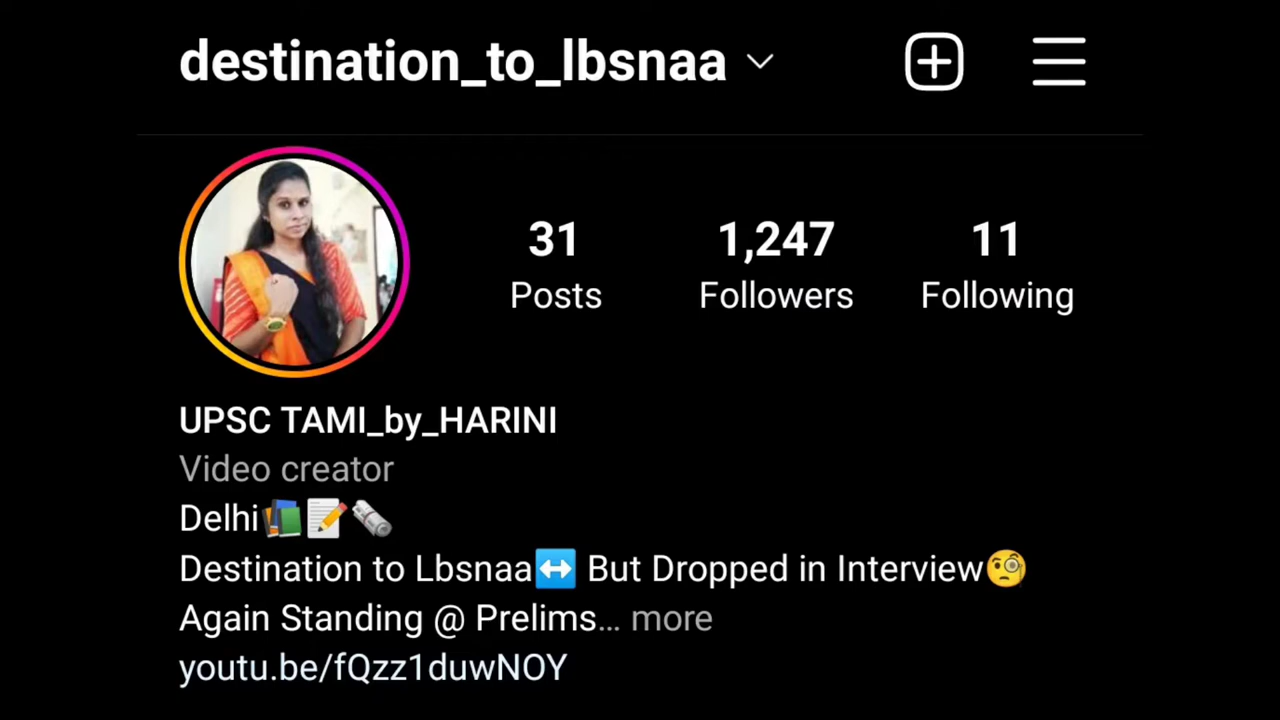 destination_to_lbsnaa
31 1,247 11
Posts Followers Following
UPSC TAMI_by_HARINI
Video creator
Delhi📚📝🗞️
Destination to Lbsnaa↔️ But Dropped in Interview🧐
Again Standing @ Prelims... more
youtu.be/fQzz1duwNOY